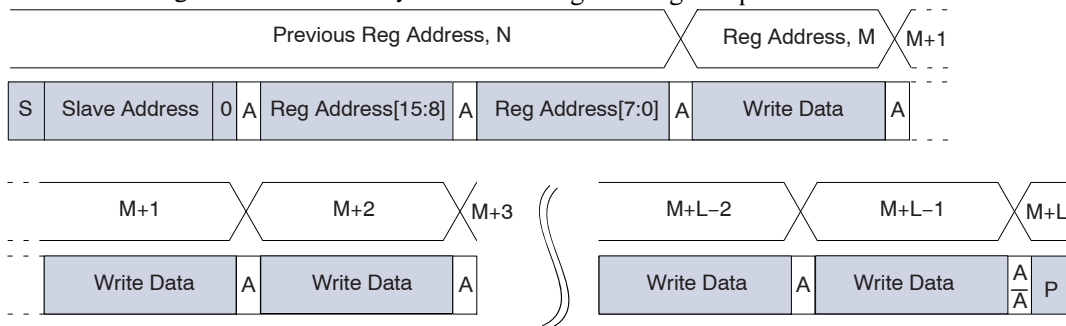 Previous Reg Address, N Reg Address, M M+1
S Slave Address 0 A Reg Address[15:8] A Reg Address[7:0] A Write Data A
M+1 M+2 M+3 M+L−2 M+L−1 M+L
Write Data A Write Data A Write Data A Write Data A A P